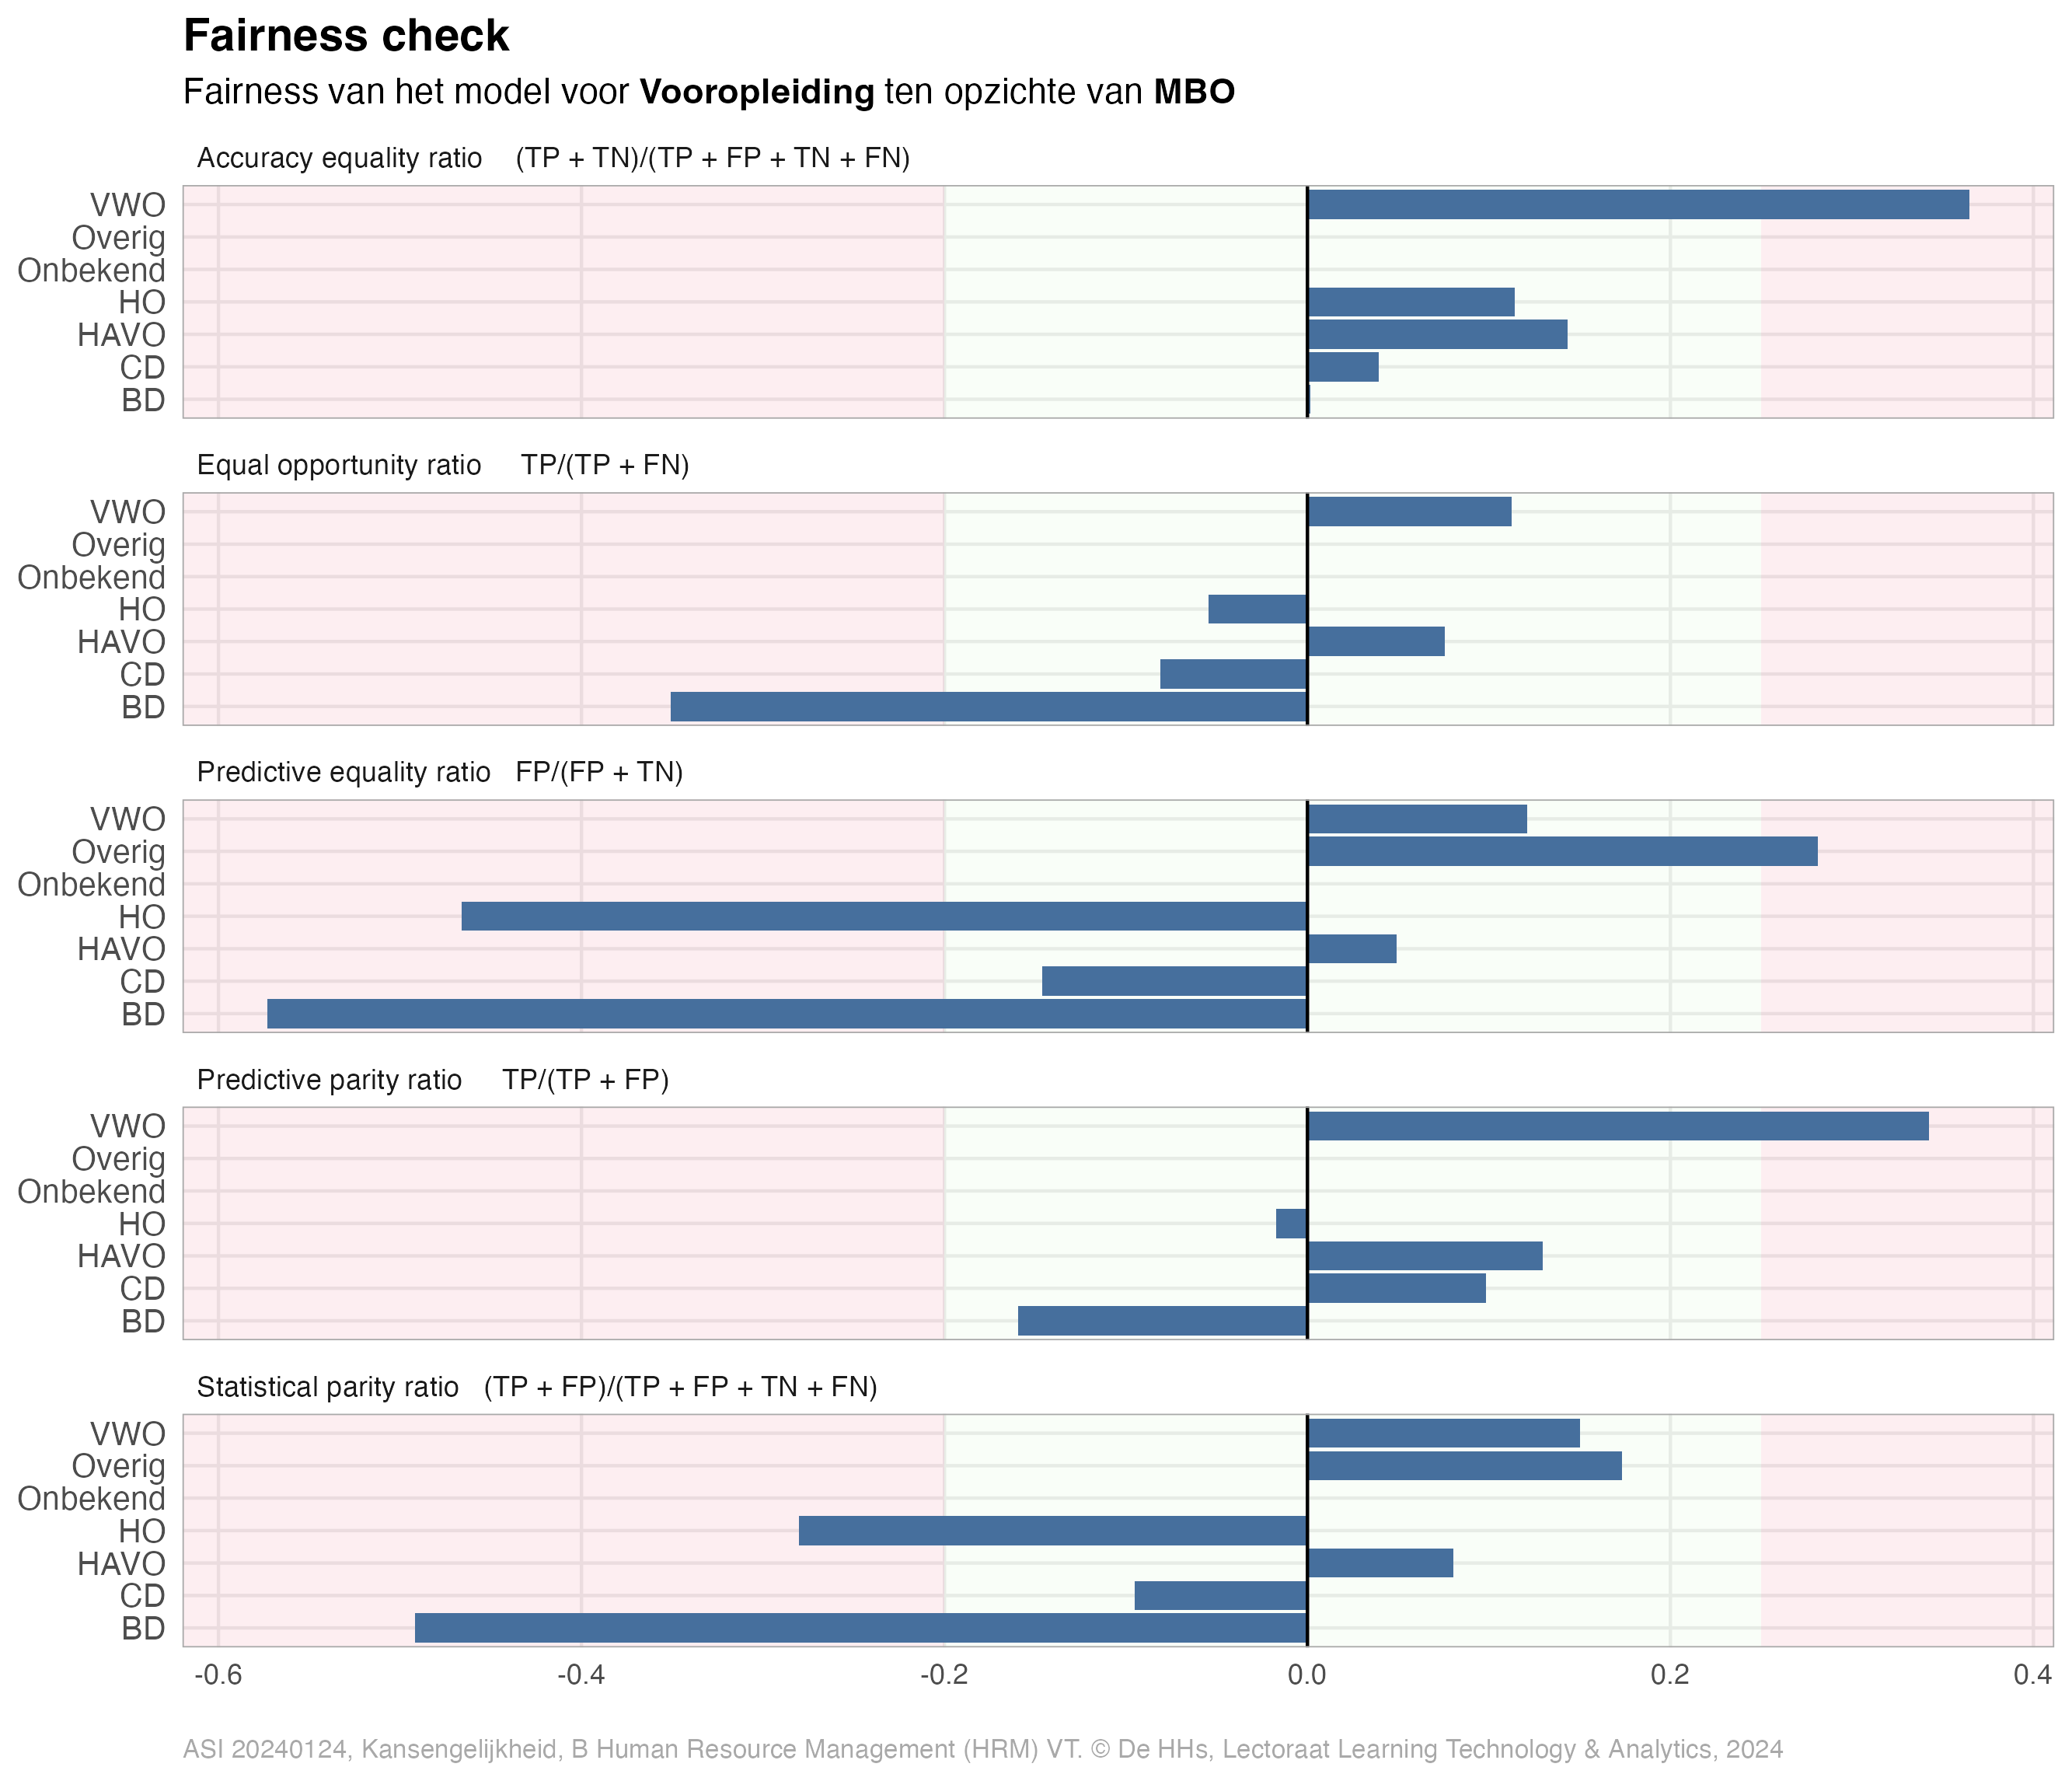 Fairness check
Fairness van het model voor Vooropleiding ten opzichte van MBO
Accuracy equality ratio (TP + TN)/(TP + FP + TN + FN)
VWO
Overig
Onbekend
HO
HAVO
CD
BD
Equal opportunity ratio TP/(TP + FN)
VWO
Overig
Onbekend
HO
HAVO
CD
BD
Predictive equality ratio FP/(FP + TN)
VWO
Overig
Onbekend
HO
HAVO
CD
BD
Predictive parity ratio TP/(TP + FP)
VWO
Overig
Onbekend
HO
HAVO
CD
BD
Statistical parity ratio (TP + FP)/(TP + FP + TN + FN)
VWO
Overig
Onbekend
HO
HAVO
CD
BD
-0.6 -0.4 -0.2 0.0 0.2 0.4
ASI 20240124, Kansengelijkheid, B Human Resource Management (HRM) VT. © De HHs, Lectoraat Learning Technology & Analytics, 2024